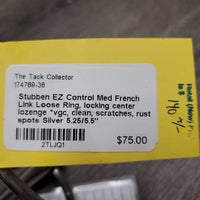 The Tack Collector
174789-36
Stubben EZ Control Med French
Link Loose Ring, locking center
lozenge *vgc, clean, scratches, rust
spots Silver 5.25/5.5"
$75.00
2TLJQ1
140 %-